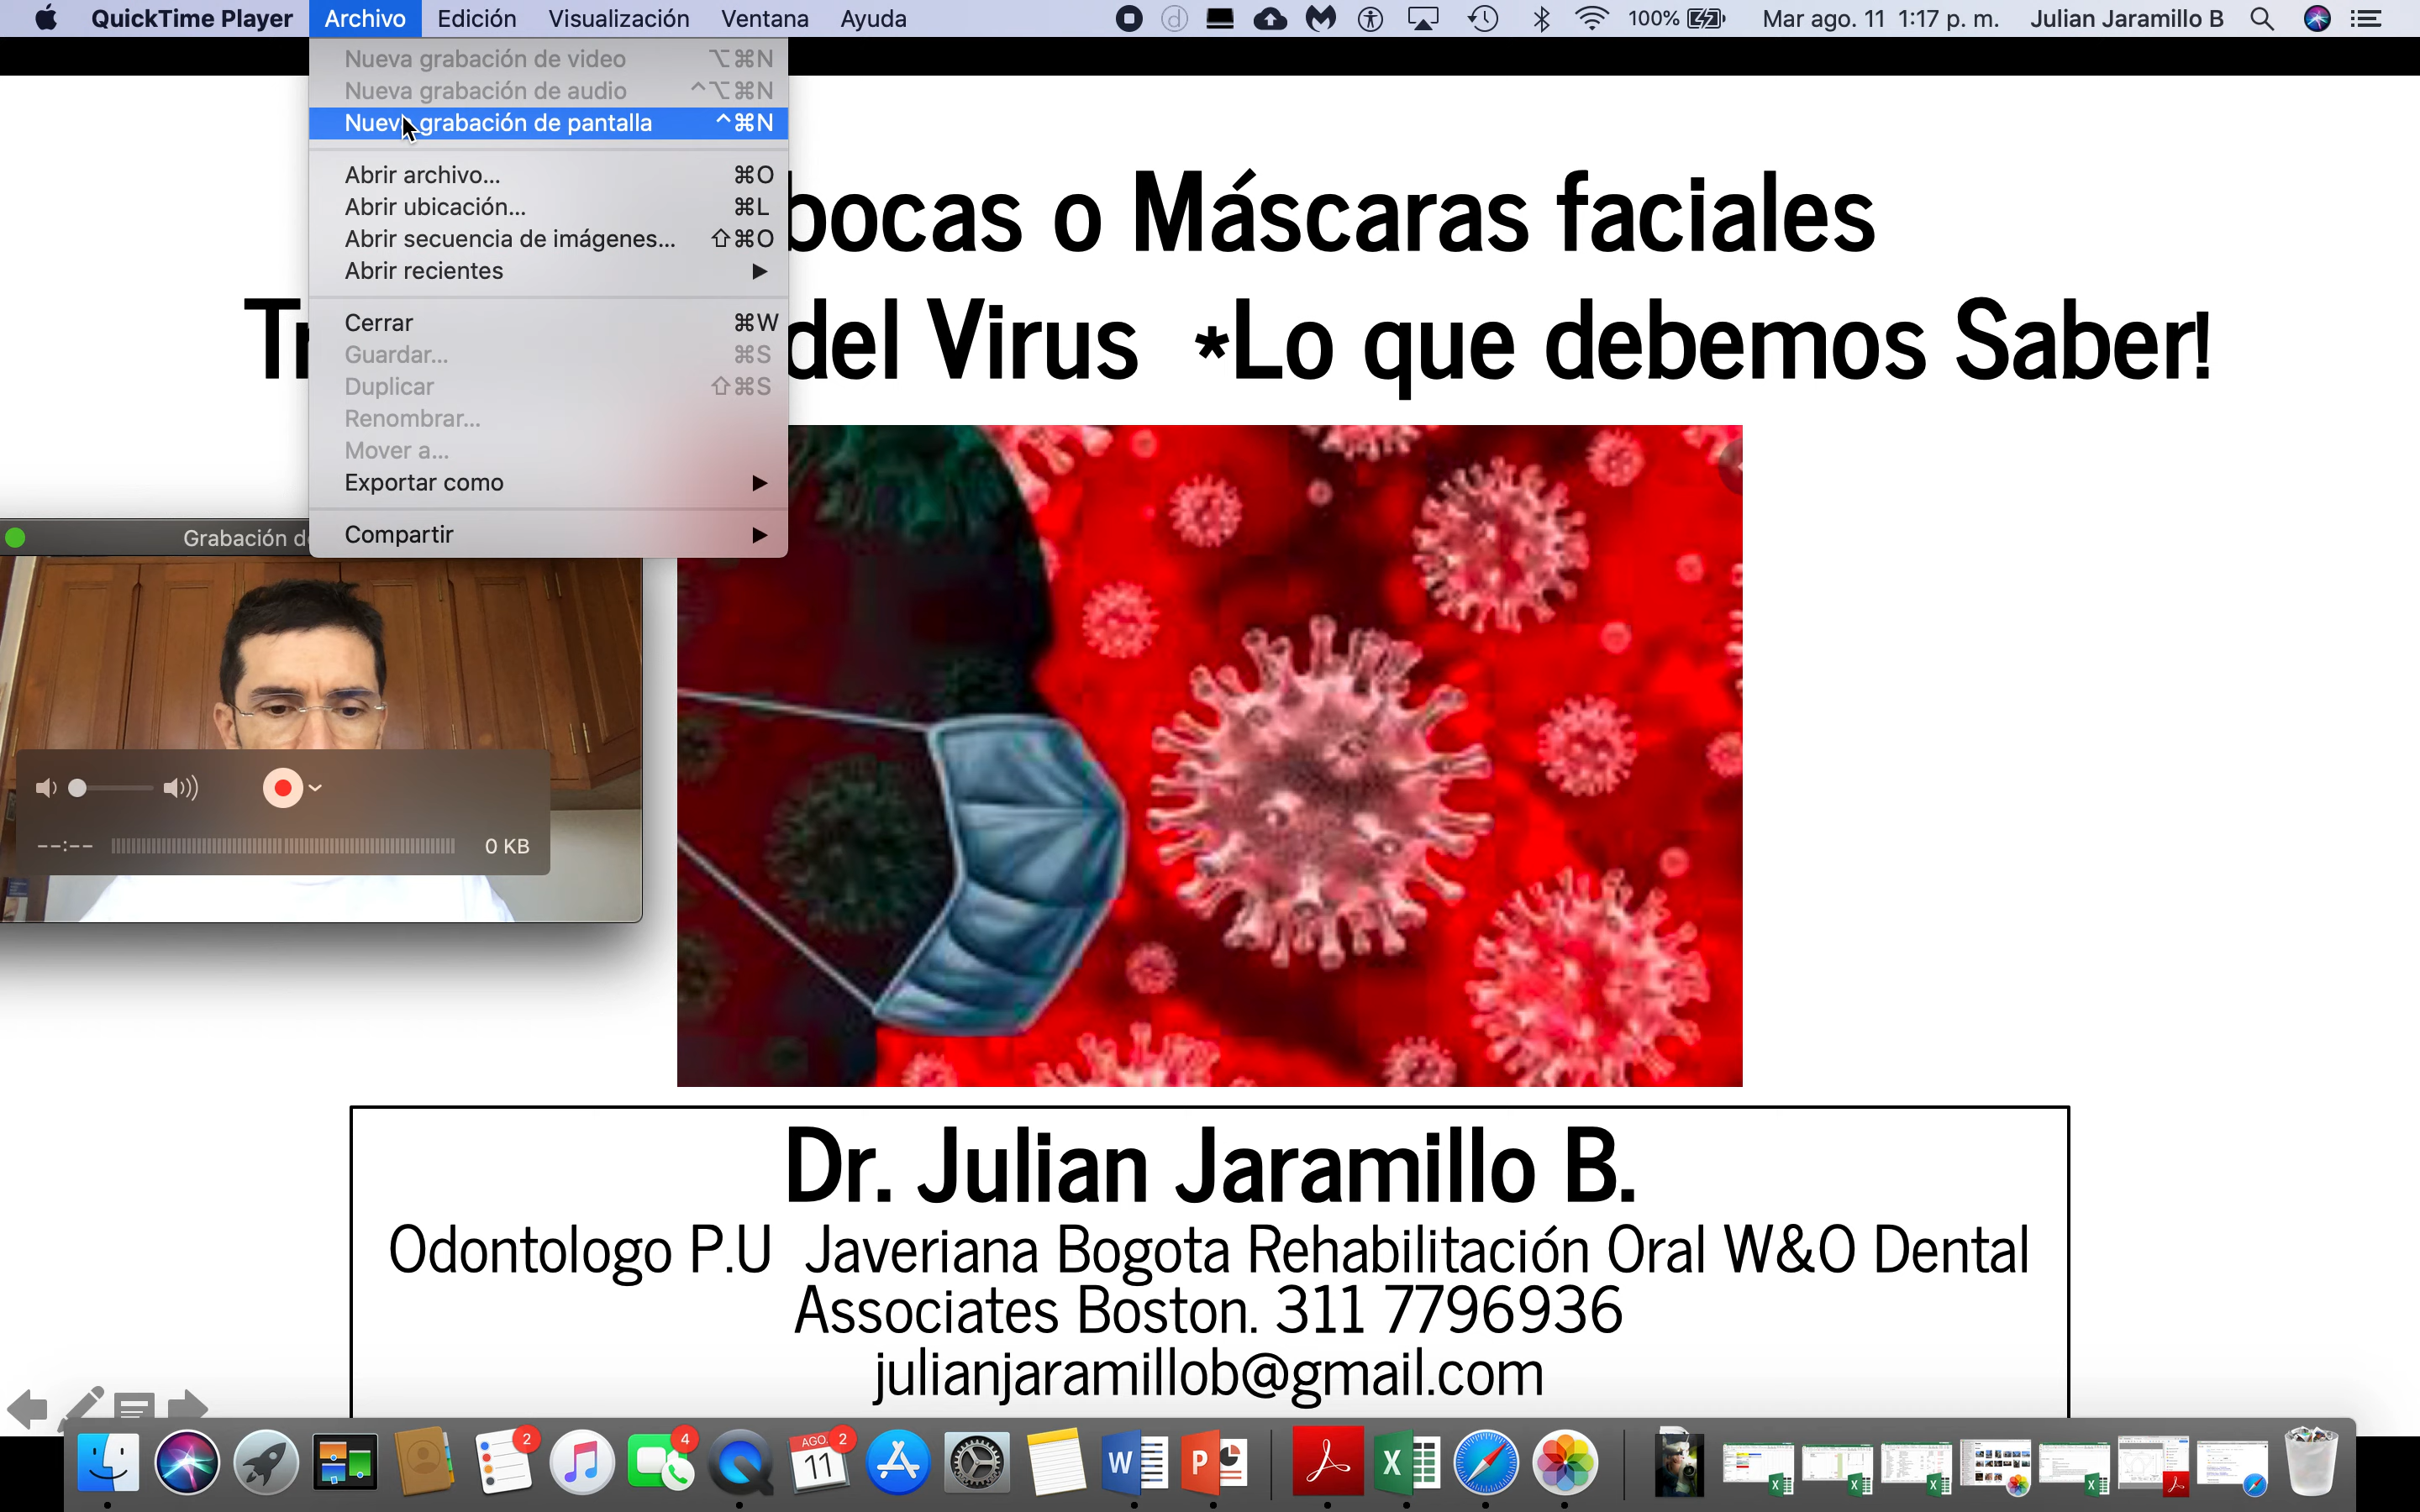 QuickTime Player Archivo Edición Visualización Ventana Ayuda 100% Mar ago. 11 1:17 p. m. Julian Jaramillo B
Nueva grabación de video ⌥⌘N
Nueva grabación de audio ^⌥⌘N
Nueva grabación de pantalla ^⌘N
Abrir archivo... ⌘O
Abrir ubicación... ⌘L
Abrir secuencia de imágenes... ⇧⌘O
Abrir recientes
Cerrar ⌘W
Guardar... ⌘S
Duplicar ⇧⌘S
Renombrar...
Mover a...
Exportar como
Compartir
bocas o Máscaras faciales
Tr del Virus *Lo que debemos Saber!
Grabación d
--:-- 0 KB
Dr. Julian Jaramillo B.
Odontologo P.U Javeriana Bogota Rehabilitación Oral W&O Dental
Associates Boston. 311 7796936
julianjaramillob@gmail.com
2 4 AGO. 2
11 W P X